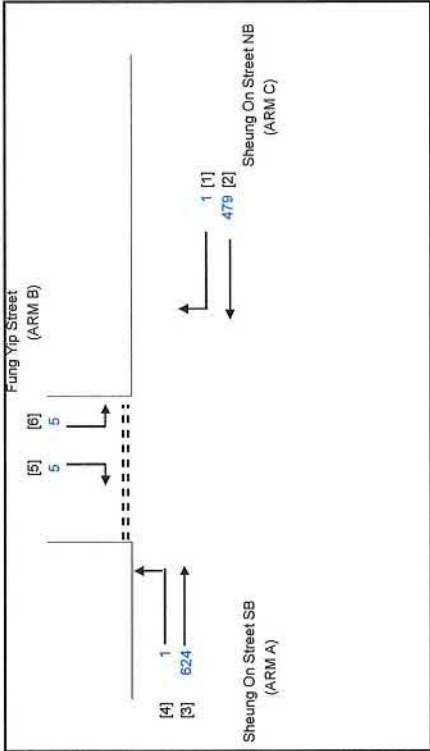 Fung Yip Street
(ARM B)
[5] [6]
5 5
1 [1]
479 [2]
Sheung On Street NB
(ARM C)
[4] 1
[3] 624
Sheung On Street SB
(ARM A)